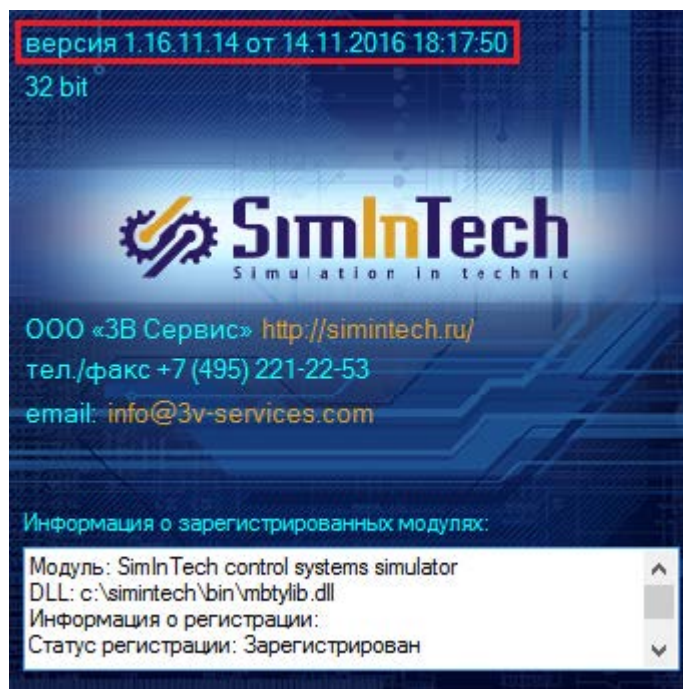 версия 1.16.11.14 от 14.11.2016 18:17:50
32 bit
SimInTech
Simulation in technic
ООО «3В Сервис» http://simintech.ru/
тел./факс +7 (495) 221-22-53
email: info@3v-services.com
Информация о зарегистрированных модулях:
Модуль: SimInTech control systems simulator
DLL: c:\simintech\bin\mbtylib.dll
Информация о регистрации:
Статус регистрации: Зарегистрирован